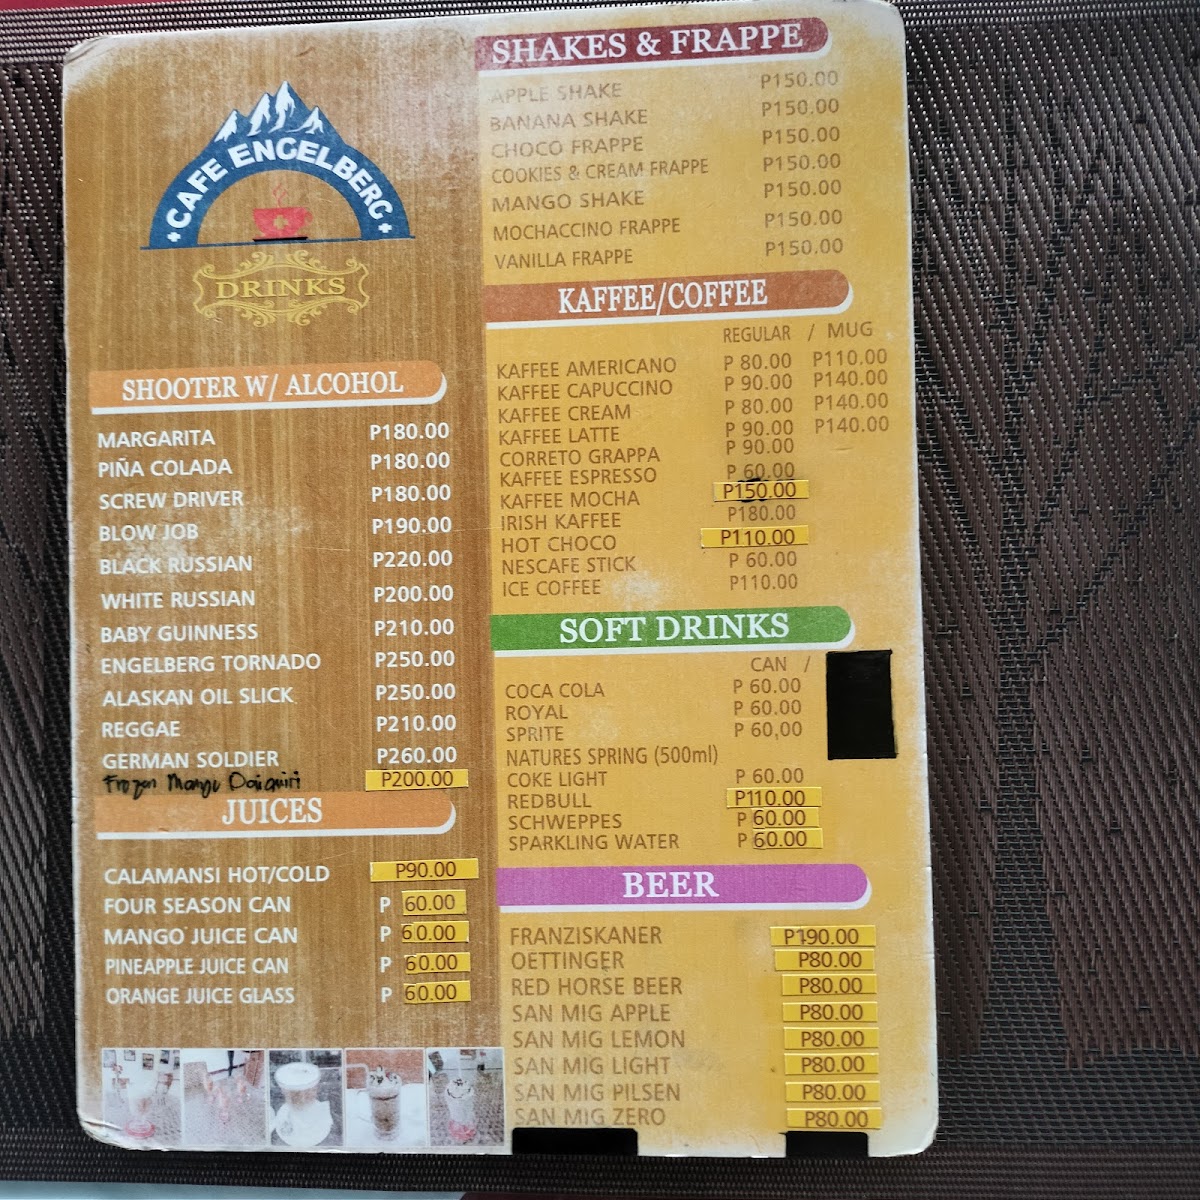 CAFE ENGELBERG
DRINKS
SHOOTER W/ ALCOHOL
MARGARITA P180.00
PIÑA COLADA P180.00
SCREW DRIVER P180.00
BLOW JOB P190.00
BLACK RUSSIAN P220.00
WHITE RUSSIAN P200.00
BABY GUINNESS P210.00
ENGELBERG TORNADO P250.00
ALASKAN OIL SLICK P250.00
REGGAE P210.00
GERMAN SOLDIER P260.00
Frozen Mango Daiquiri P200.00
JUICES
CALAMANSI HOT/COLD P90.00
FOUR SEASON CAN P 60.00
MANGO JUICE CAN P 60.00
PINEAPPLE JUICE CAN P 60.00
ORANGE JUICE GLASS P 60.00
SHAKES & FRAPPE
APPLE SHAKE P150.00
BANANA SHAKE P150.00
CHOCO FRAPPE P150.00
COOKIES & CREAM FRAPPE P150.00
MANGO SHAKE P150.00
MOCHACCINO FRAPPE P150.00
VANILLA FRAPPE P150.00
KAFFEE/COFFEE
REGULAR / MUG
KAFFEE AMERICANO P 80.00 P110.00
KAFFEE CAPUCCINO P 90.00 P140.00
KAFFEE CREAM P 80.00 P140.00
KAFFEE LATTE P 90.00 P140.00
CORRETO GRAPPA P 90.00
KAFFEE ESPRESSO P 60.00
KAFFEE MOCHA P150.00
IRISH KAFFEE P180.00
HOT CHOCO P110.00
NESCAFE STICK P 60.00
ICE COFFEE P110.00
SOFT DRINKS
CAN /
COCA COLA P 60.00
ROYAL P 60.00
SPRITE P 60,00
NATURES SPRING (500ml)
COKE LIGHT P 60.00
REDBULL P110.00
SCHWEPPES P 60.00
SPARKLING WATER P 60.00
BEER
FRANZISKANER P190.00
OETTINGER P80.00
RED HORSE BEER P80.00
SAN MIG APPLE P80.00
SAN MIG LEMON P80.00
SAN MIG LIGHT P80.00
SAN MIG PILSEN P80.00
SAN MIG ZERO P80.00